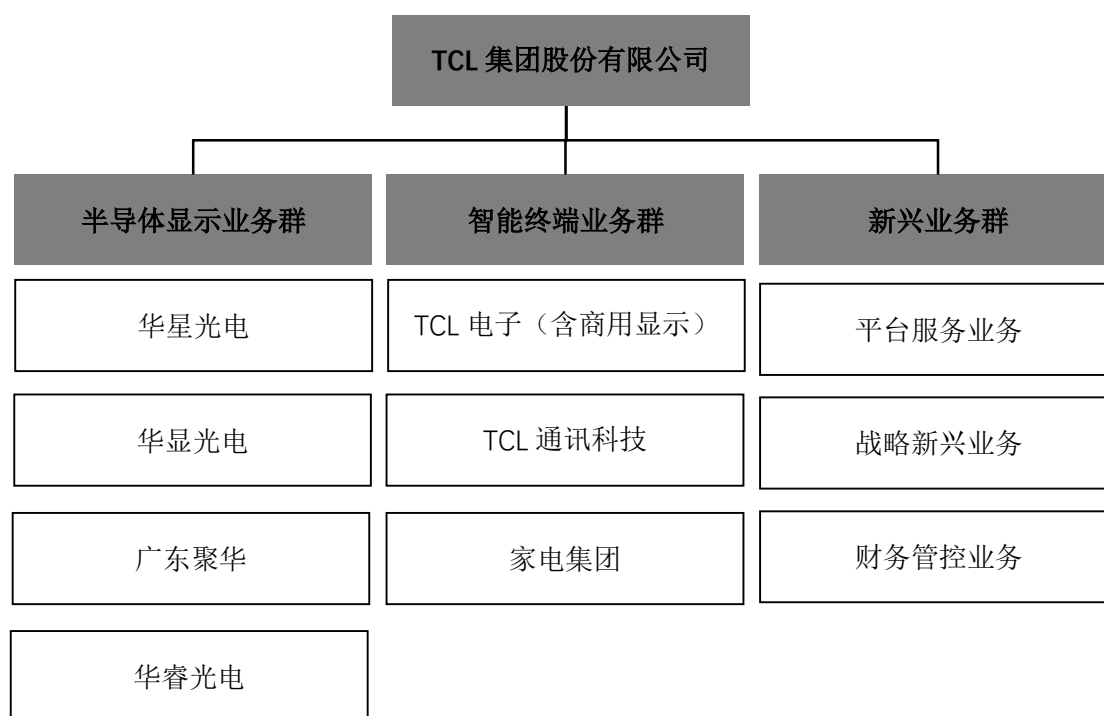 TCL 集团股份有限公司
半导体显示业务群
智能终端业务群
新兴业务群
华星光电
TCL 电子（含商用显示）
平台服务业务
华显光电
TCL 通讯科技
战略新兴业务
广东聚华
家电集团
财务管控业务
华睿光电